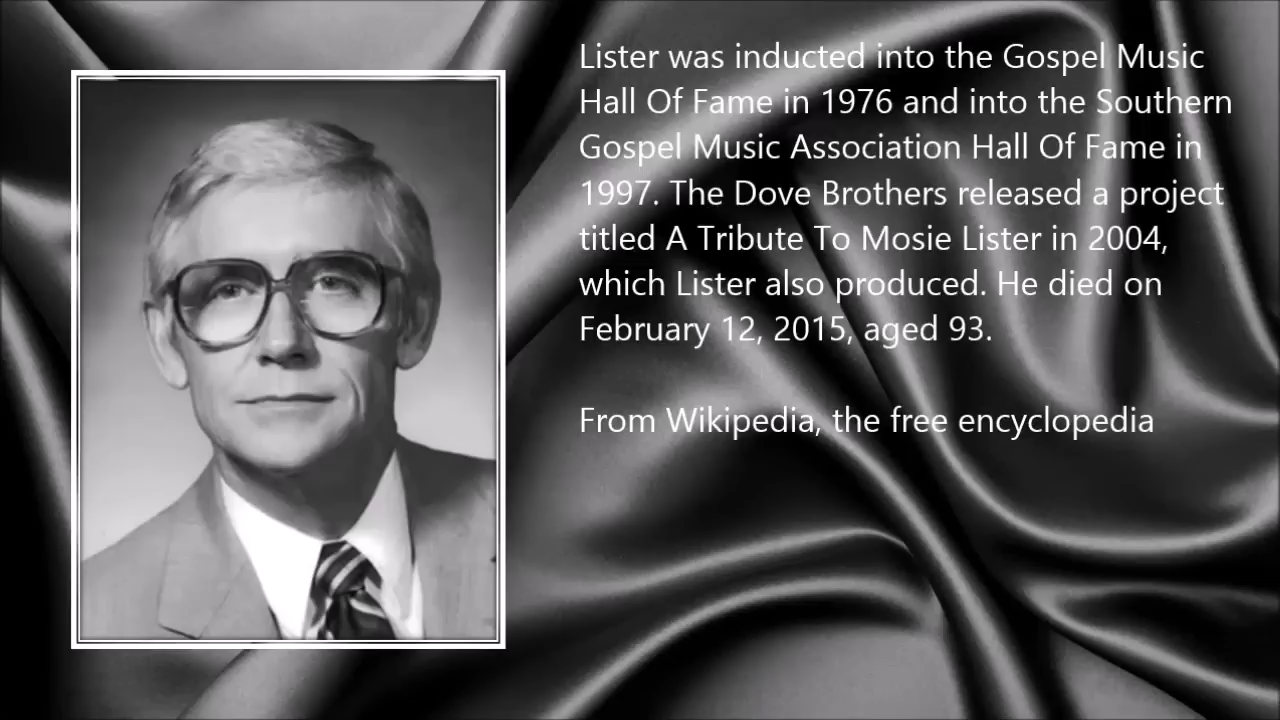 Lister was inducted into the Gospel Music
Hall Of Fame in 1976 and into the Southern
Gospel Music Association Hall Of Fame in
1997. The Dove Brothers released a project
titled A Tribute To Mosie Lister in 2004,
which Lister also produced. He died on
February 12, 2015, aged 93.
From Wikipedia, the free encyclopedia